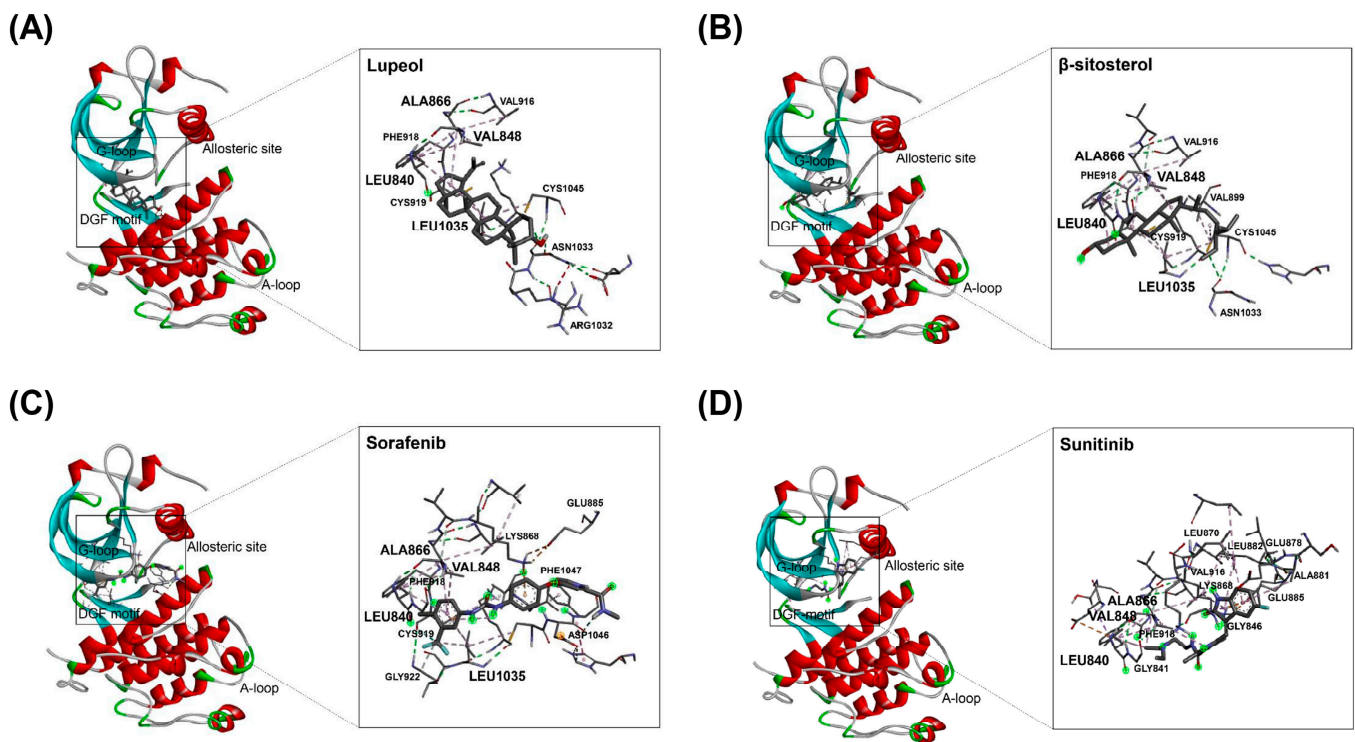 (A)
Lupeol
ALA866
VAL916
PHE918
VAL848
G-loop
Allosteric site
LEU840
CYS919
CYS1045
LEU1035
DGF motif
ASN1033
A-loop
ARG1032
(B)
β-sitosterol
VAL916
ALA866
G-loop
Allosteric site
PHE918
VAL848
VAL899
LEU840
DGF motif
CYS919
CYS1045
LEU1035
A-loop
ASN1033
(C)
Sorafenib
GLU885
LYS868
Allosteric site
ALA866
G-loop
VAL848
PHE1047
PHE918
LEU840
DGF motif
CYS919
ASP1046
GLY922
LEU1035
A-loop
(D)
Sunitinib
LEU870
LEU882
GLU878
Allosteric site
G-loop
VAL916
ALA881
LYS868
ALA866
GLU885
VAL848
GLY846
DGF motif
PHE918
LEU840
GLY841
A-loop